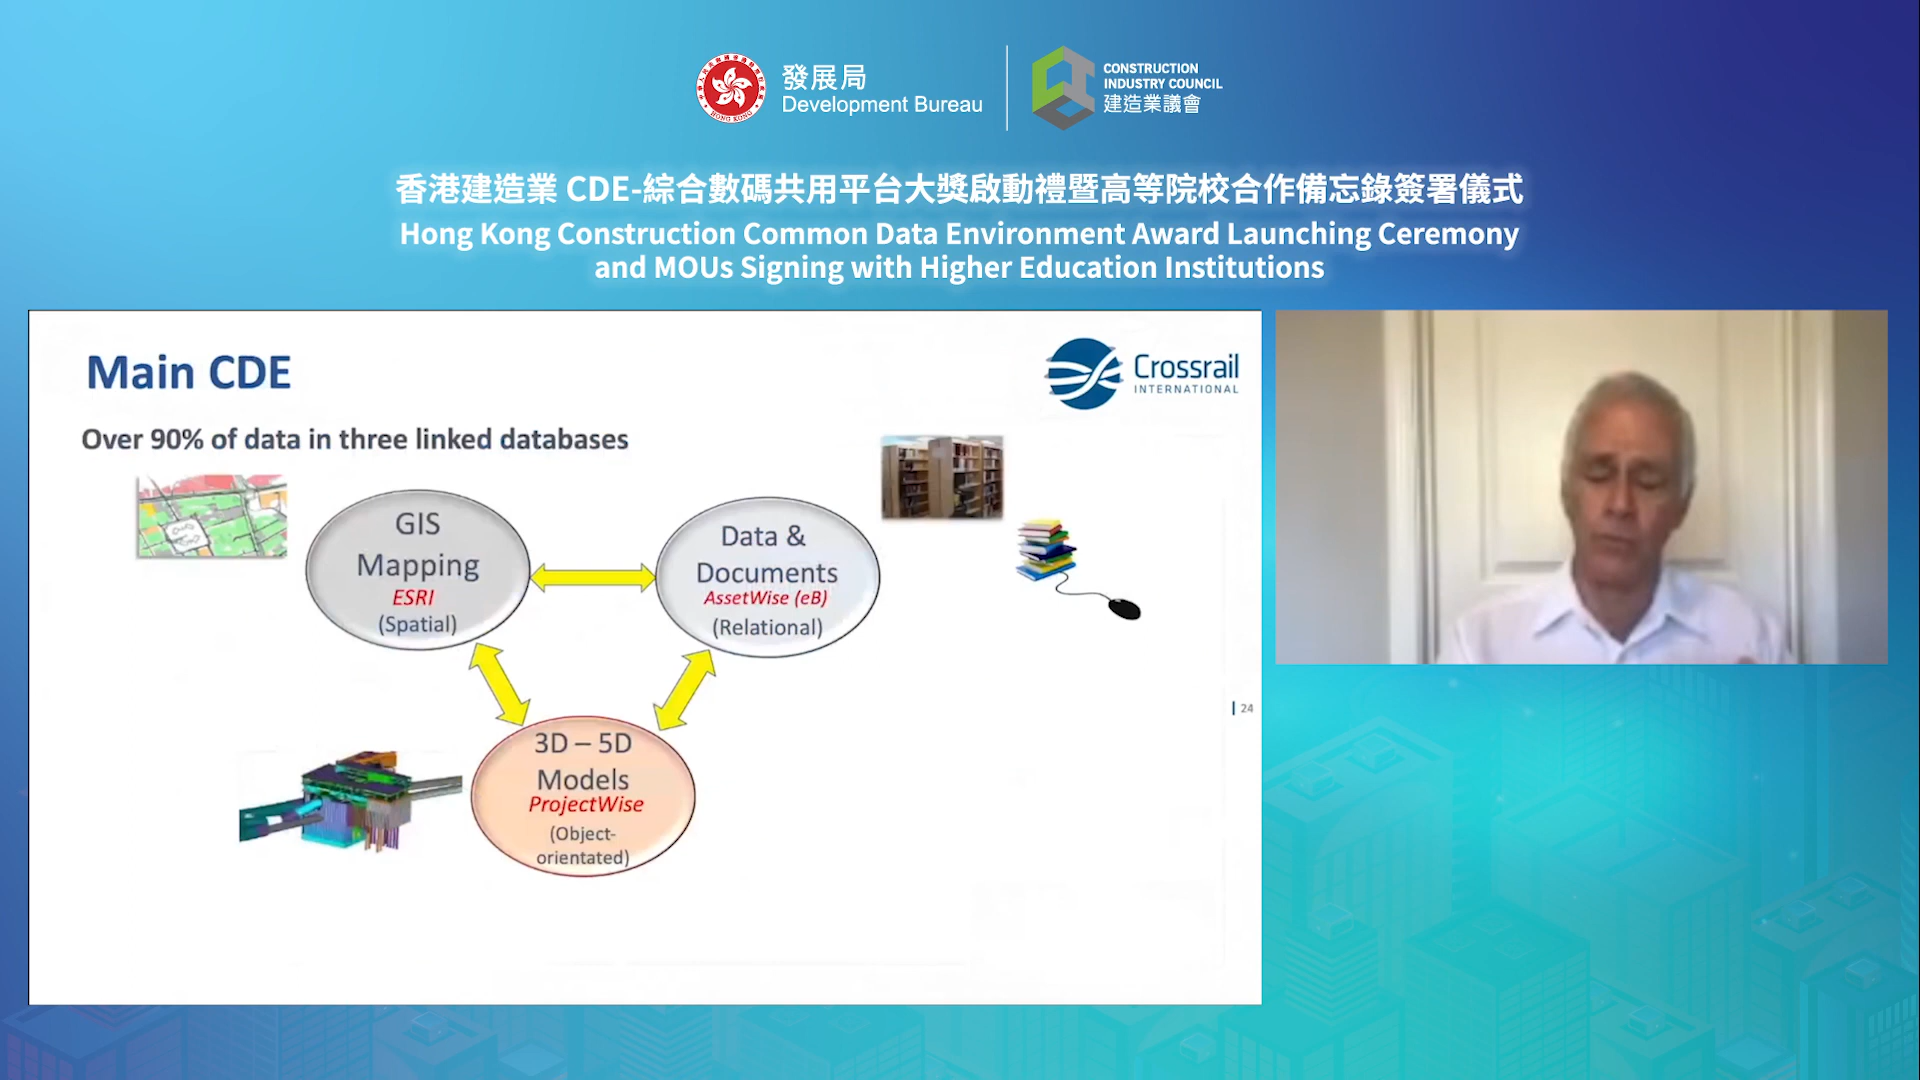 發展局
Development Bureau
HONG KONG
CONSTRUCTION
INDUSTRY COUNCIL
建造業議會
香港建造業 CDE-綜合數碼共用平台大獎啟動禮暨高等院校合作備忘錄簽署儀式
Hong Kong Construction Common Data Environment Award Launching Ceremony
and MOUs Signing with Higher Education Institutions
Main CDE
Crossrail
INTERNATIONAL
Over 90% of data in three linked databases
GIS
Mapping
ESRI
(Spatial)
Data &
Documents
AssetWise (eB)
(Relational)
3D – 5D
Models
ProjectWise
(Object-
orientated)
24